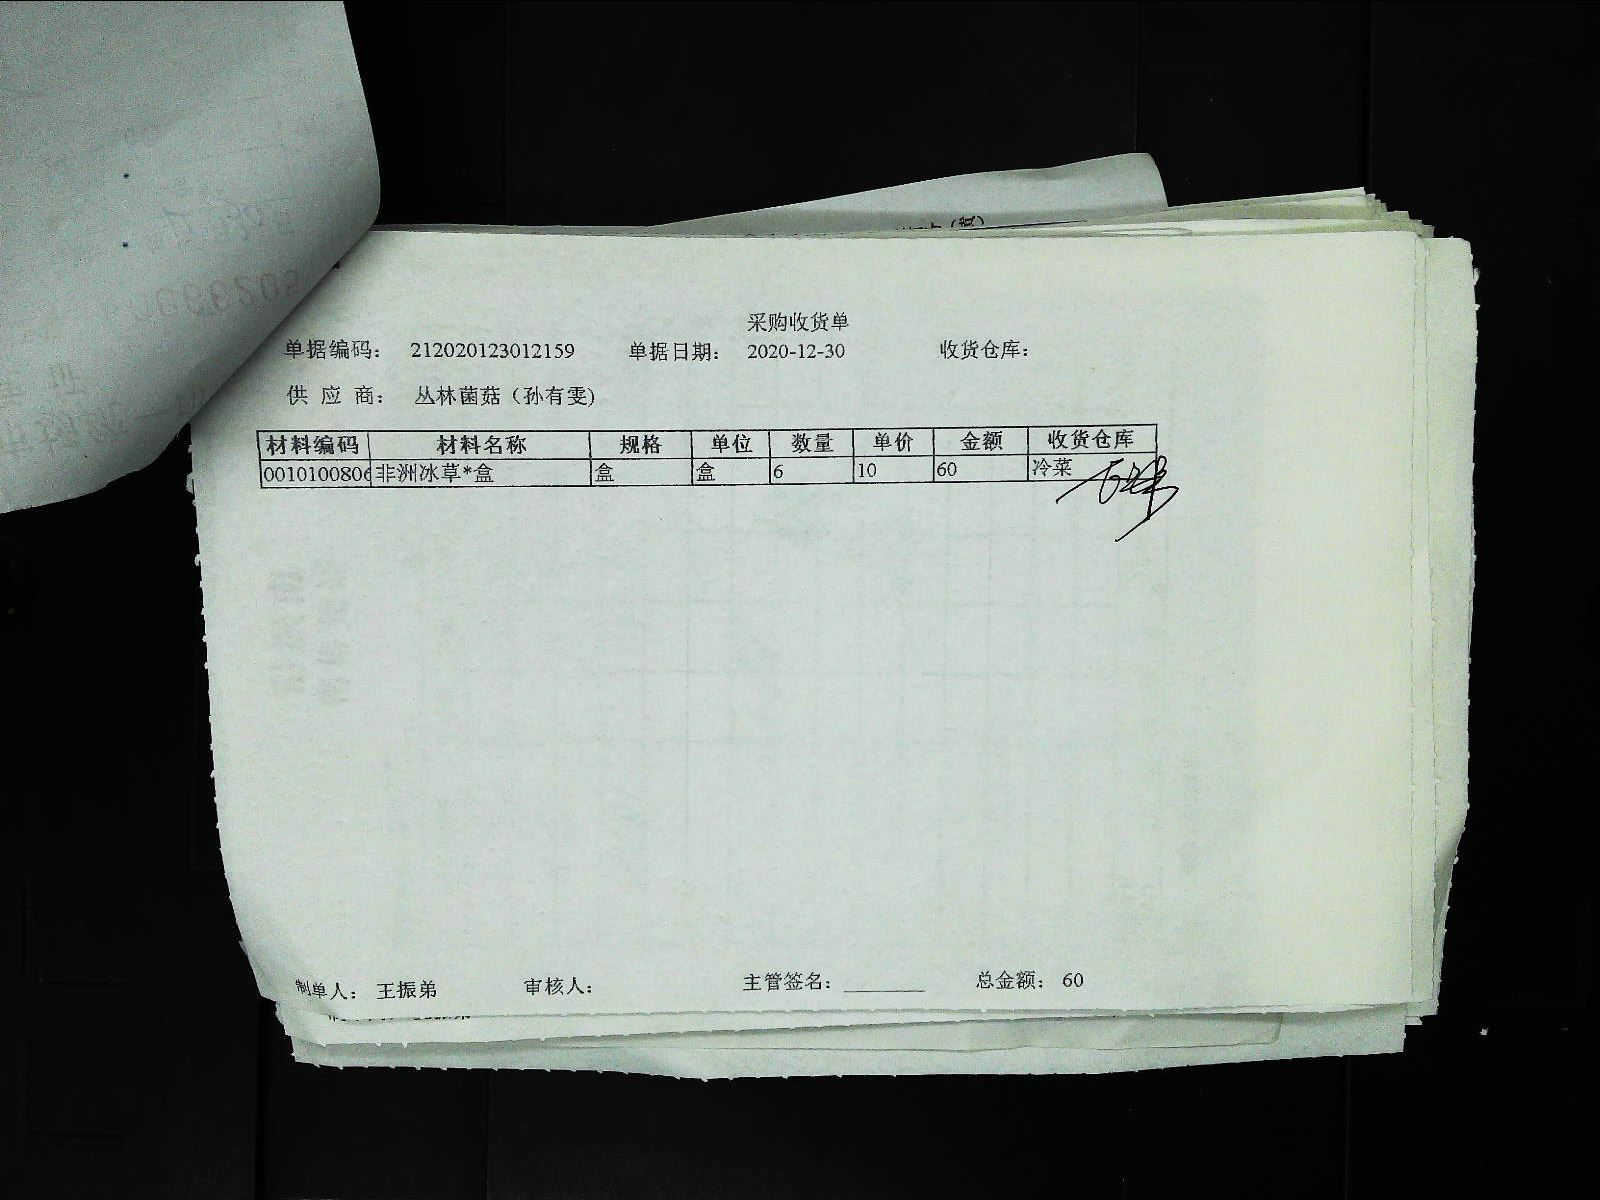 采购收货单
单据编码： 212020123012159 单据日期： 2020-12-30 收货仓库：
供 应 商： 丛林菌菇（孙有雯）
材料编码 材料名称 规格 单位 数量 单价 金额 收货仓库
0010100806 非洲冰草*盒 盒 盒 6 10 60 冷菜
制单人： 王振弟 审核人： 主管签名： ________ 总金额： 60